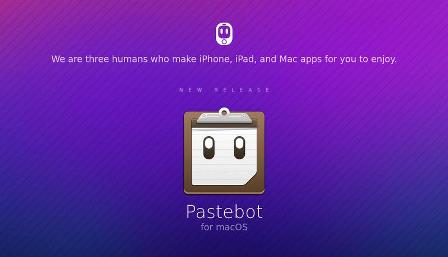 We are three humans who make iPhone, iPad, and Mac apps for you to enjoy.
NEW RELEASE
Pastebot
for macOS